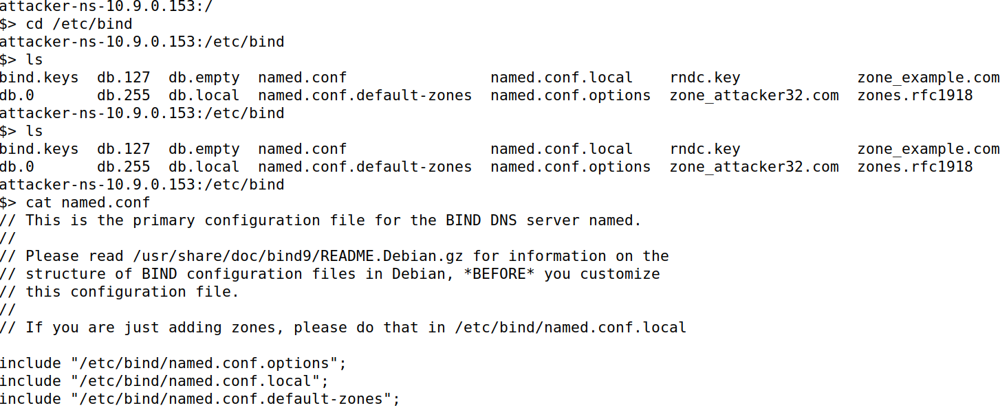 attacker-ns-10.9.0.153:/
$> cd /etc/bind
attacker-ns-10.9.0.153:/etc/bind
$> ls
bind.keys  db.127  db.empty  named.conf                named.conf.local    rndc.key             zone_example.com
db.0       db.255  db.local  named.conf.default-zones  named.conf.options  zone_attacker32.com  zones.rfc1918
attacker-ns-10.9.0.153:/etc/bind
$> ls
bind.keys  db.127  db.empty  named.conf                named.conf.local    rndc.key             zone_example.com
db.0       db.255  db.local  named.conf.default-zones  named.conf.options  zone_attacker32.com  zones.rfc1918
attacker-ns-10.9.0.153:/etc/bind
$> cat named.conf
// This is the primary configuration file for the BIND DNS server named.
//
// Please read /usr/share/doc/bind9/README.Debian.gz for information on the
// structure of BIND configuration files in Debian, *BEFORE* you customize
// this configuration file.
//
// If you are just adding zones, please do that in /etc/bind/named.conf.local

include "/etc/bind/named.conf.options";
include "/etc/bind/named.conf.local";
include "/etc/bind/named.conf.default-zones";